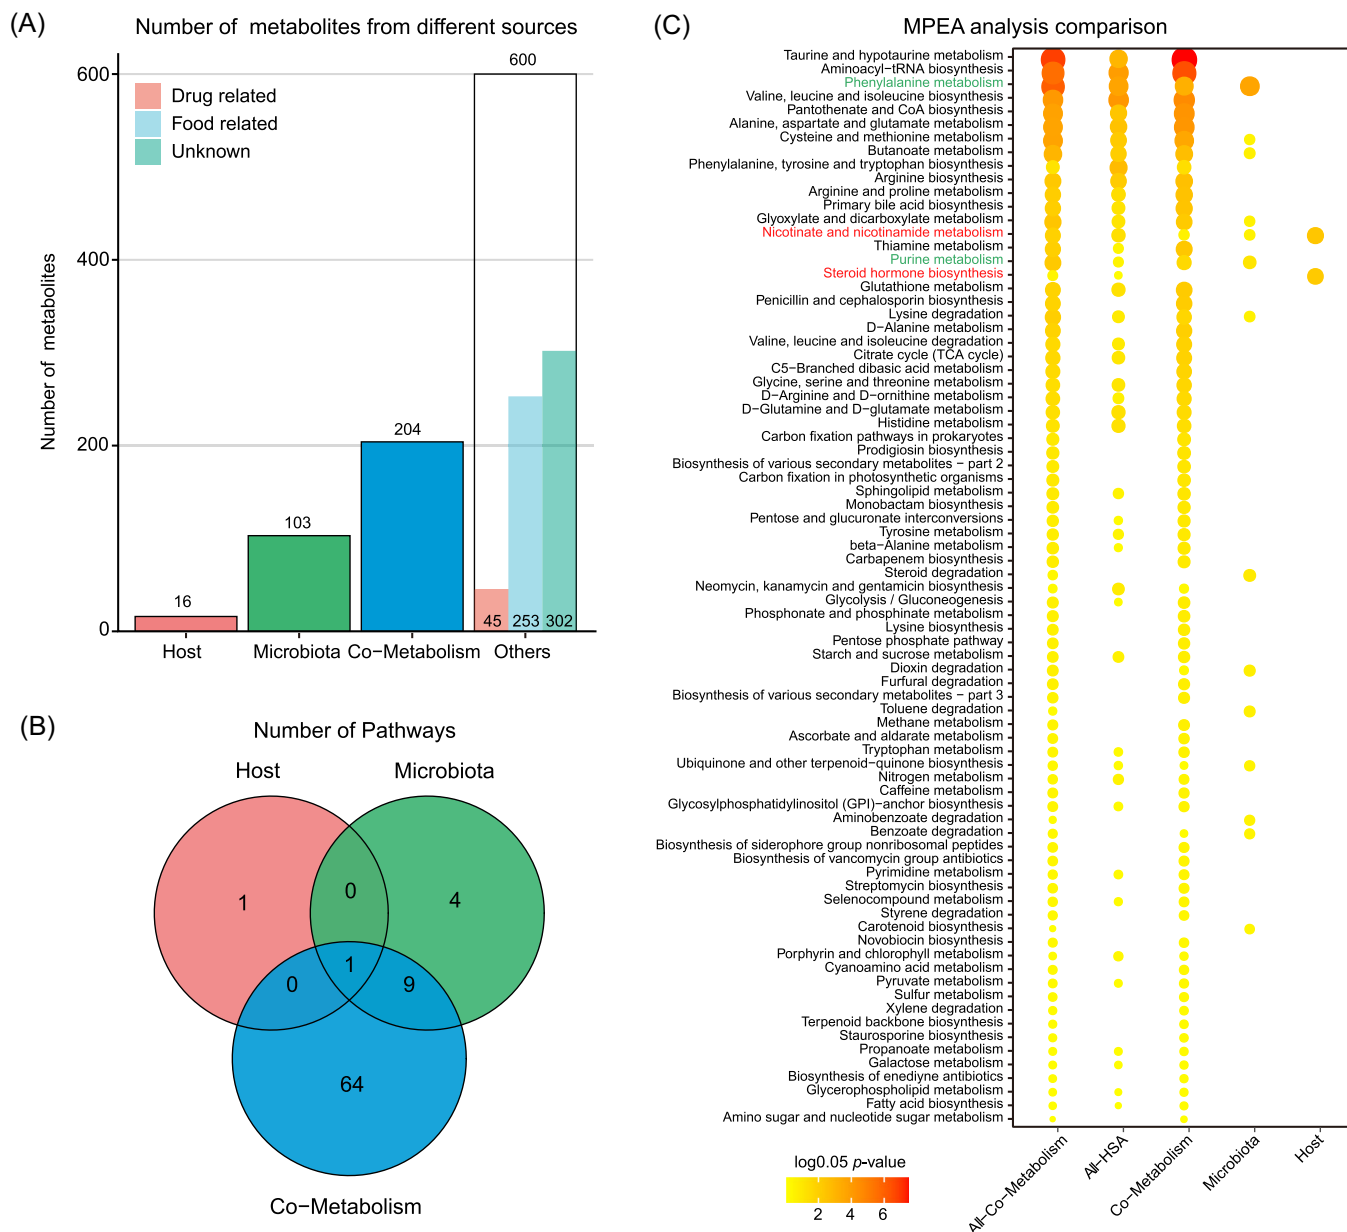 (A)
Number of  metabolites from different sources
Number of  metabolites
600
400
200
0
Drug related
Food related
Unknown
16
103
204
600
45
253
302
Host
Microbiota
Co−Metabolism
Others
(B)
Number of Pathways
Host
Microbiota
1
0
4
1
0
9
64
Co−Metabolism
(C)
MPEA analysis comparison
Taurine and hypotaurine metabolism
Aminoacyl−tRNA biosynthesis
Phenylalanine metabolism
Valine, leucine and isoleucine biosynthesis
Pantothenate and CoA biosynthesis
Alanine, aspartate and glutamate metabolism
Cysteine and methionine metabolism
Butanoate metabolism
Phenylalanine, tyrosine and tryptophan biosynthesis
Arginine biosynthesis
Arginine and proline metabolism
Primary bile acid biosynthesis
Glyoxylate and dicarboxylate metabolism
Nicotinate and nicotinamide metabolism
Thiamine metabolism
Purine metabolism
Steroid hormone biosynthesis
Glutathione metabolism
Penicillin and cephalosporin biosynthesis
Lysine degradation
D−Alanine metabolism
Valine, leucine and isoleucine degradation
Citrate cycle (TCA cycle)
C5−Branched dibasic acid metabolism
Glycine, serine and threonine metabolism
D−Arginine and D−ornithine metabolism
D−Glutamine and D−glutamate metabolism
Histidine metabolism
Carbon fixation pathways in prokaryotes
Prodigiosin biosynthesis
Biosynthesis of various secondary metabolites − part 2
Carbon fixation in photosynthetic organisms
Sphingolipid metabolism
Monobactam biosynthesis
Pentose and glucuronate interconversions
Tyrosine metabolism
beta−Alanine metabolism
Carbapenem biosynthesis
Steroid degradation
Neomycin, kanamycin and gentamicin biosynthesis
Glycolysis / Gluconeogenesis
Phosphonate and phosphinate metabolism
Lysine biosynthesis
Pentose phosphate pathway
Starch and sucrose metabolism
Dioxin degradation
Furfural degradation
Biosynthesis of various secondary metabolites − part 3
Toluene degradation
Methane metabolism
Ascorbate and aldarate metabolism
Tryptophan metabolism
Ubiquinone and other terpenoid−quinone biosynthesis
Nitrogen metabolism
Caffeine metabolism
Glycosylphosphatidylinositol (GPI)−anchor biosynthesis
Aminobenzoate degradation
Benzoate degradation
Biosynthesis of siderophore group nonribosomal peptides
Biosynthesis of vancomycin group antibiotics
Pyrimidine metabolism
Streptomycin biosynthesis
Selenocompound metabolism
Styrene degradation
Carotenoid biosynthesis
Novobiocin biosynthesis
Porphyrin and chlorophyll metabolism
Cyanoamino acid metabolism
Pyruvate metabolism
Sulfur metabolism
Xylene degradation
Terpenoid backbone biosynthesis
Staurosporine biosynthesis
Propanoate metabolism
Galactose metabolism
Biosynthesis of enediyne antibiotics
Glycerophospholipid metabolism
Fatty acid biosynthesis
Amino sugar and nucleotide sugar metabolism
All−Co−Metabolism
All−HSA
Co−Metabolism
Microbiota
Host
log0.05 p-value
2
4
6